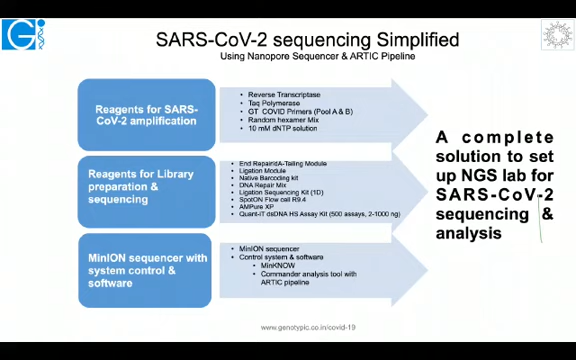 SARS-CoV-2 sequencing Simplified
Using Nanopore Sequencer & ARTIC Pipeline
Reagents for SARS-
CoV-2 amplification
Reverse Transcriptase
Taq Polymerase
GT COVID Primers (Pool A & B)
Random hexamer Mix
10 mM dNTP solution
Reagents for Library
preparation &
sequencing
End Repair/dA-Tailing Module
Ligation Module
Native Barcoding kit
DNA Repair Mix
Ligation Sequencing Kit (1D)
SpotON Flow cell R9.4
AMPure XP
Quant-iT dsDNA HS Assay Kit (500 assays, 2-1000 ng)
MinION sequencer with
system control &
software
MinION sequencer
Control system & software
MinKNOW
Commander analysis tool with
ARTIC pipeline
A complete
solution to set
up NGS lab for
SARS-CoV-2
sequencing &
analysis
www.genotypic.co.in/covid-19